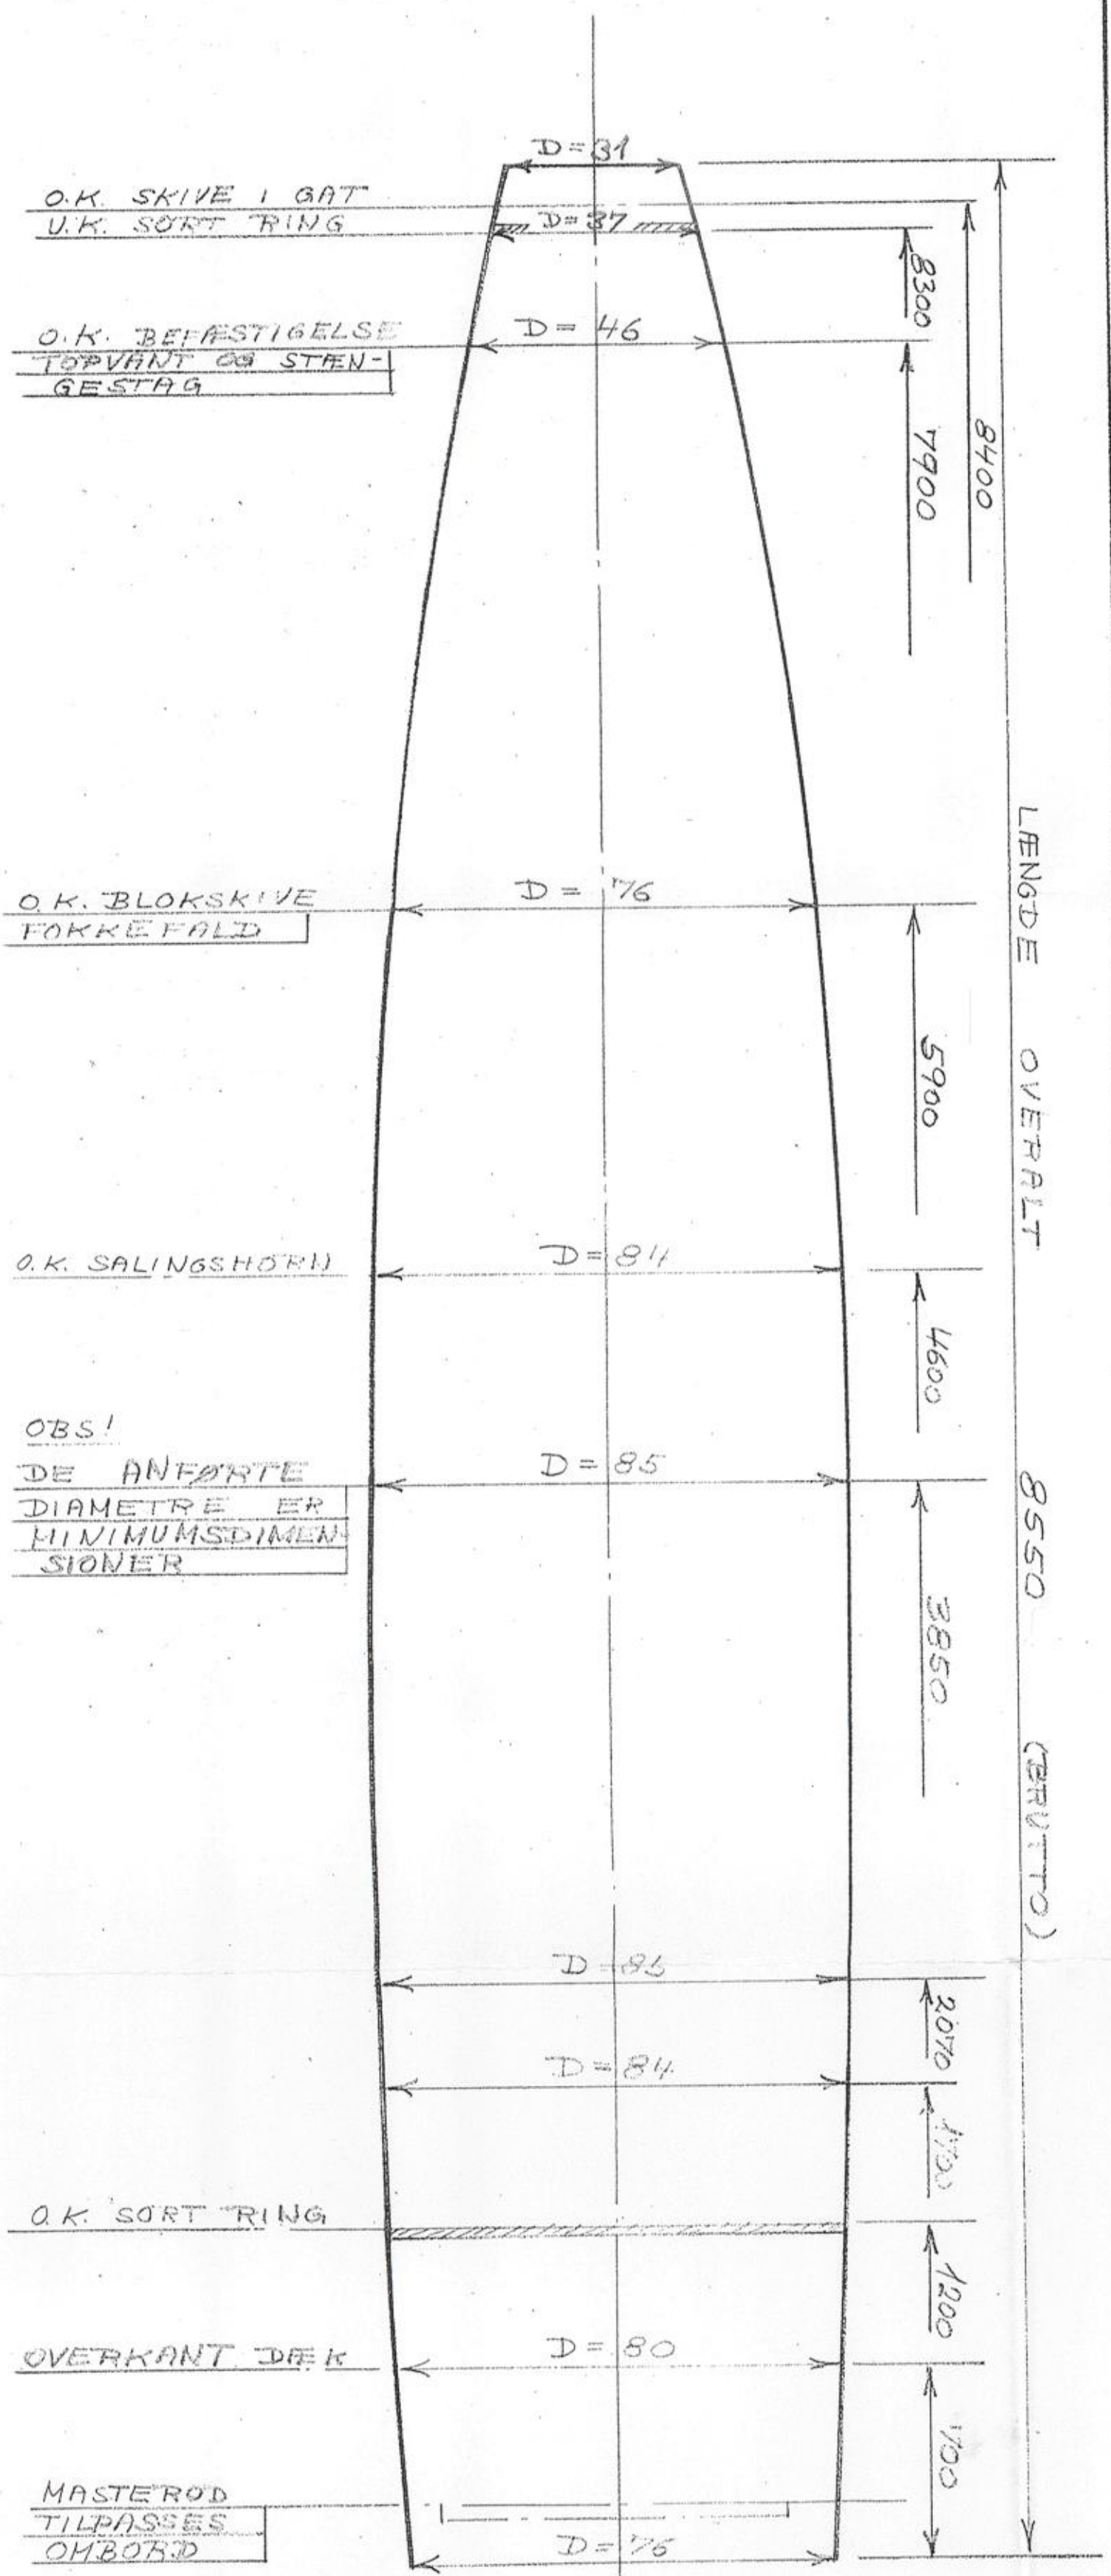 D=31
O.K. SKIVE I GAT
U.K. SORT RING
D=37
8300
O.K. BEFÆSTIGELSE
TOPVANT OG STÆN-
GESTAG
D=46
7900
8400
O.K. BLOKSKIVE
FOKKEFALD
D=76
5900
LÆNGDE OVERALT 8550 (BRUTTO)
O.K. SALINGSHORN
D=84
4600
OBS!
DE ANFØRTE
DIAMETRE ER
MINIMUMSDIMEN-
SIONER
D=85
3850
D=85
2070
D=84
1700
O.K. SORT RING
1200
OVERKANT DÆK
D=80
700
MASTEROD
TILPASSES
OMBORD
D=76